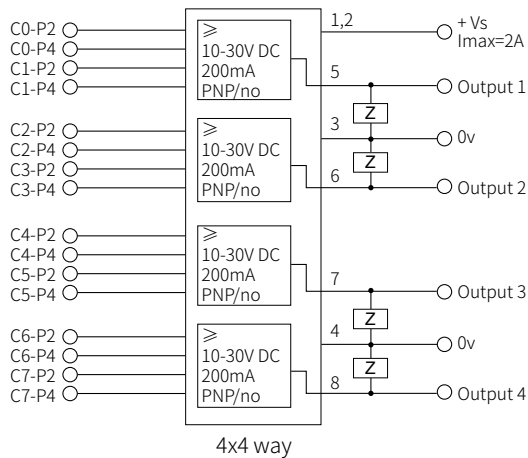 C0-P2
C0-P4
C1-P2
C1-P4
⩾
10-30V DC
200mA
PNP/no
1,2
+ Vs
Imax=2A
5
Output 1
Z
3
0v
C2-P2
C2-P4
C3-P2
C3-P4
⩾
10-30V DC
200mA
PNP/no
Z
6
Output 2
C4-P2
C4-P4
C5-P2
C5-P4
⩾
10-30V DC
200mA
PNP/no
7
Output 3
Z
4
0v
C6-P2
C6-P4
C7-P2
C7-P4
⩾
10-30V DC
200mA
PNP/no
Z
8
Output 4
4x4 way